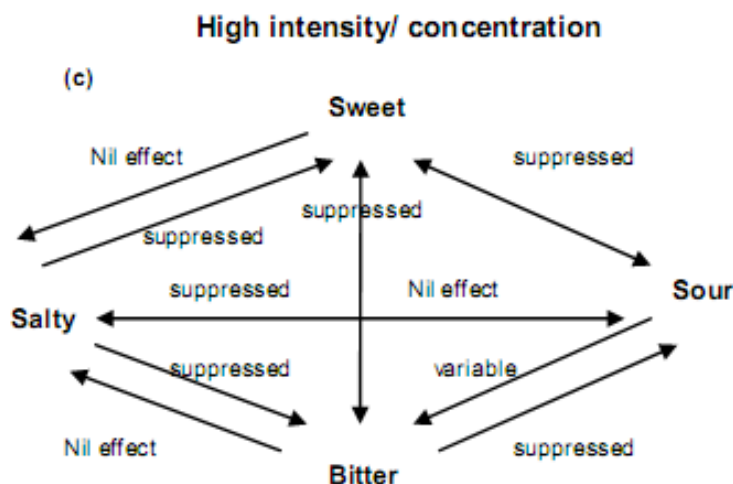 High intensity/ concentration
(c)
Sweet
Nil effect
suppressed
suppressed
suppressed
suppressed
Nil effect
Sour
Salty
suppressed
variable
Nil effect
suppressed
Bitter